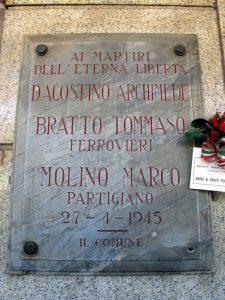 AI MARTIRI
DELL'ETERNA LIBERTÀ
D'AGOSTINO ARCHIMEDE
BRATTO TOMMASO
FERROVIERI
MOLINO MARCO
PARTIGIANO
27-4-1945
IL COMUNE